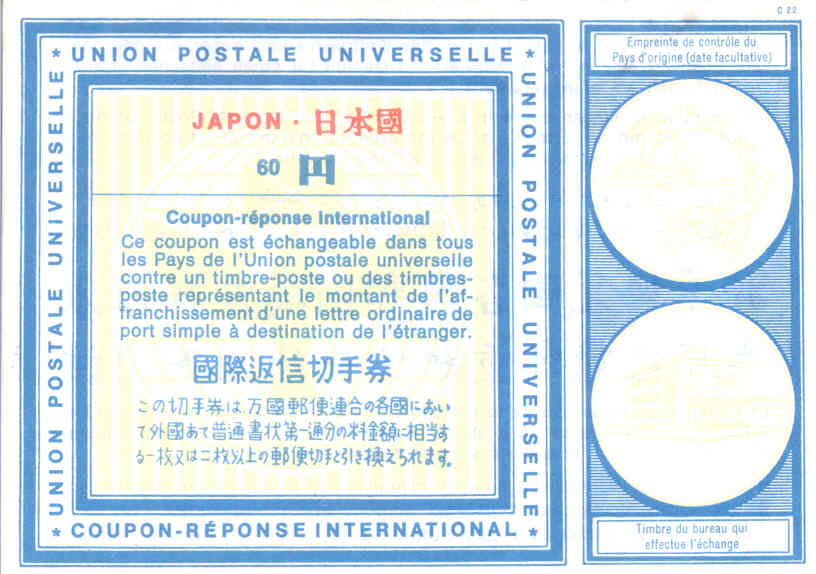 C 22
* UNION POSTALE UNIVERSELLE *
UNION POSTALE UNIVERSELLE
JAPON · 日本國
60 円
Coupon-réponse international
Ce coupon est échangeable dans tous
les Pays de l'Union postale universelle
contre un timbre-poste ou des timbres-
poste représentant le montant de l'af-
franchissement d'une lettre ordinaire de
port simple à destination de l'étranger.
國際返信切手券
この切手券は、万國郵便連合の各國におい
て外國あて普通書状第一通分の料金額に相当す
る一枚又は二枚以上の郵便切手と引き換えられます。
UNION POSTALE UNIVERSELLE
* COUPON-RÉPONSE INTERNATIONAL *
Empreinte de contrôle du
Pays d'origine (date facultative)
Timbre du bureau qui
effectue l'échange